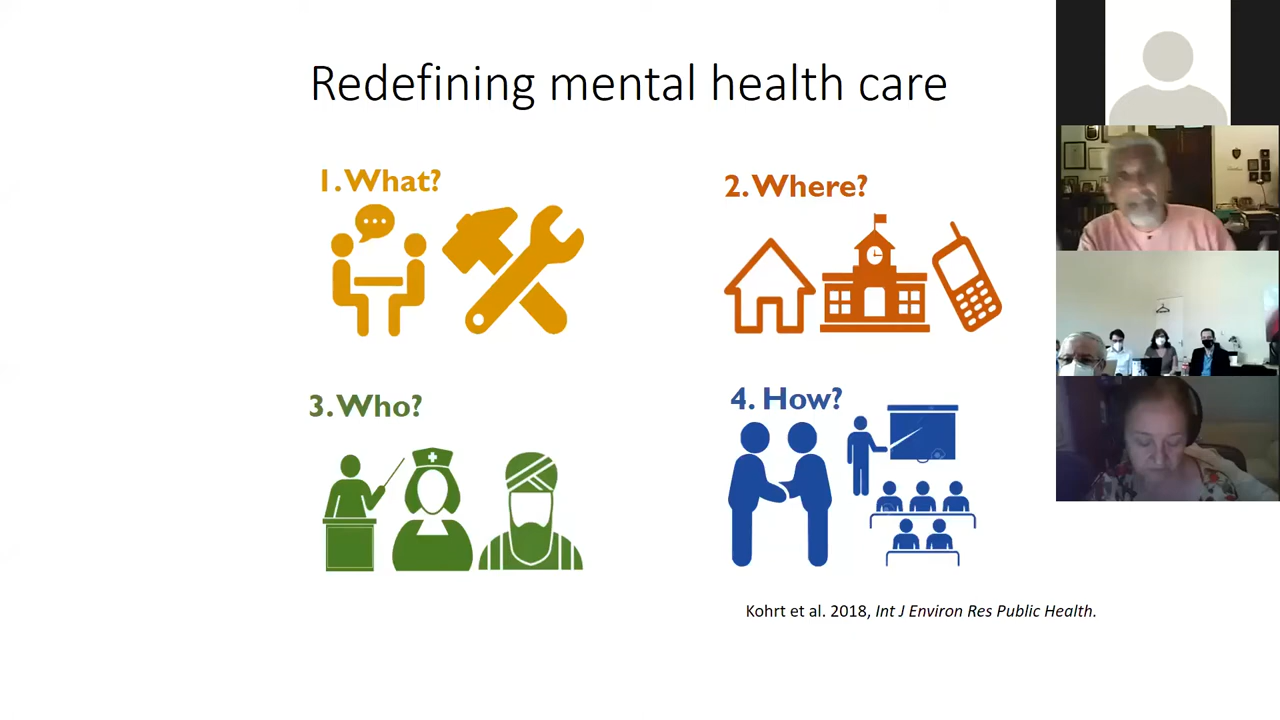 Redefining mental health care
1. What?
2. Where?
3. Who?
4. How?
Kohrt et al. 2018, Int J Environ Res Public Health.